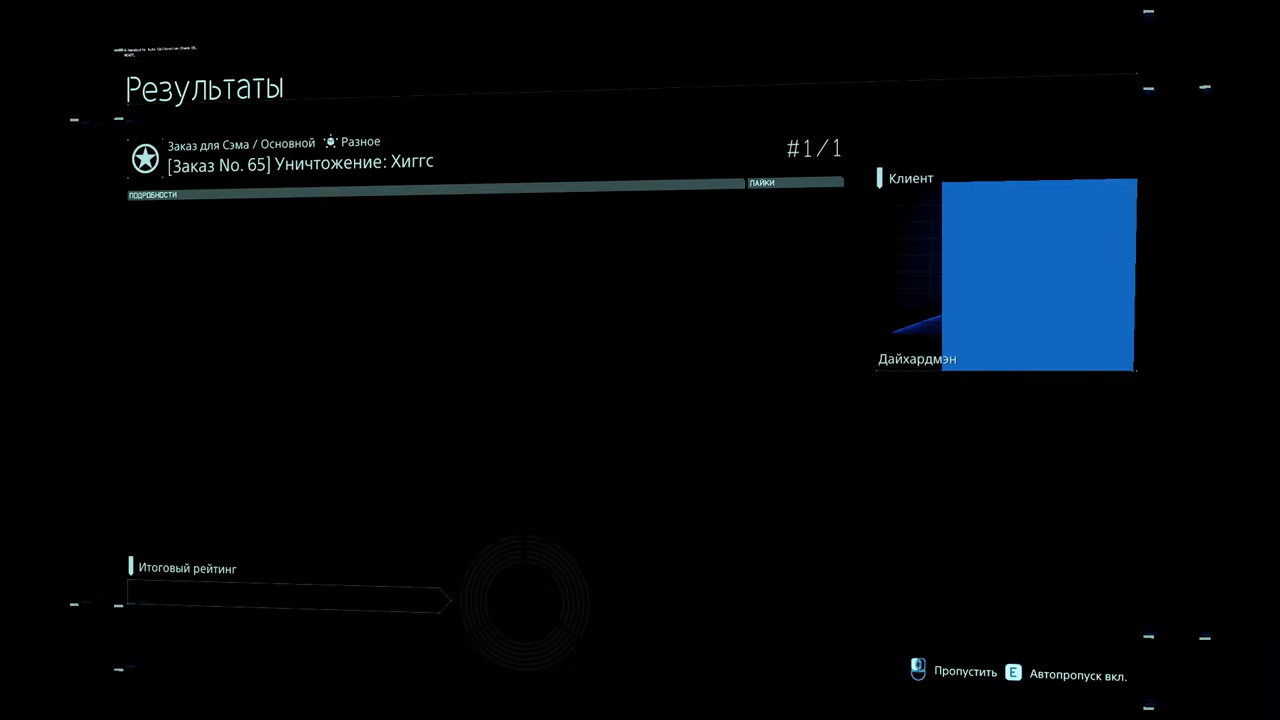 Результаты
Заказ для Сэма / Основной Разное
[Заказ No. 65] Уничтожение: Хиггс
#1/1
ПОДРОБНОСТИ
ЛАЙКИ
Клиент
Дайхардмэн
Итоговый рейтинг
Пропустить E Автопропуск вкл.